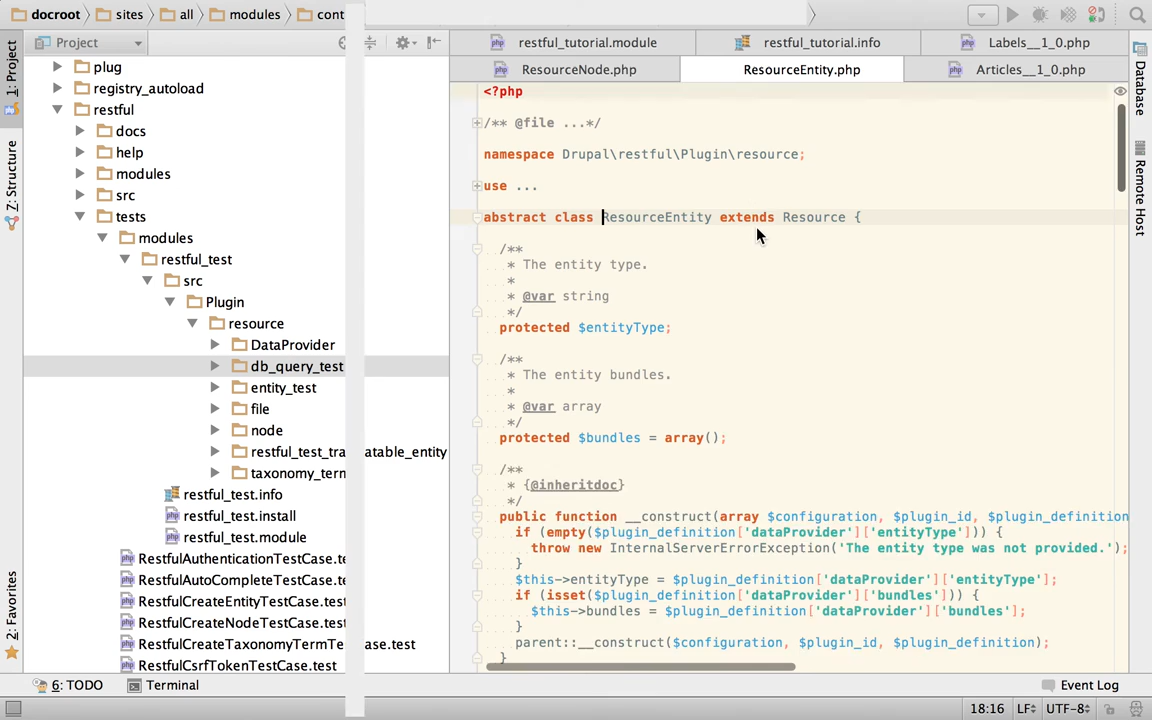 docroot sites all modules cont
Project
restful_tutorial.module restful_tutorial.info Labels__1_0.php
ResourceNode.php ResourceEntity.php Articles__1_0.php
1: Project
Z: Structure
2: Favorites
Database
Remote Host
plug
registry_autoload
restful
docs
help
modules
src
tests
modules
restful_test
src
Plugin
resource
DataProvider
db_query_test
entity_test
file
node
restful_test_tra atable_entity
taxonomy_term
restful_test.info
restful_test.install
restful_test.module
RestfulAuthenticationTestCase.te
RestfulAutoCompleteTestCase.te
RestfulCreateEntityTestCase.test
RestfulCreateNodeTestCase.test
RestfulCreateTaxonomyTerm Case.test
RestfulCsrfTokenTestCase.test
<?php
/** @file ...*/
namespace Drupal\restful\Plugin\resource;
use ...
abstract class ResourceEntity extends Resource {
/**
* The entity type.
*
* @var string
*/
protected $entityType;
/**
* The entity bundles.
*
* @var array
*/
protected $bundles = array();
/**
* {@inheritdoc}
*/
public function __construct(array $configuration, $plugin_id, $plugin_definition
if (empty($plugin_definition['dataProvider']['entityType'])) {
throw new InternalServerErrorException('The entity type was not provided.');
}
$this->entityType = $plugin_definition['dataProvider']['entityType'];
if (isset($plugin_definition['dataProvider']['bundles'])) {
$this->bundles = $plugin_definition['dataProvider']['bundles'];
}
parent::__construct($configuration, $plugin_id, $plugin_definition);
}
6: TODO Terminal Event Log
18:16 LF UTF-8